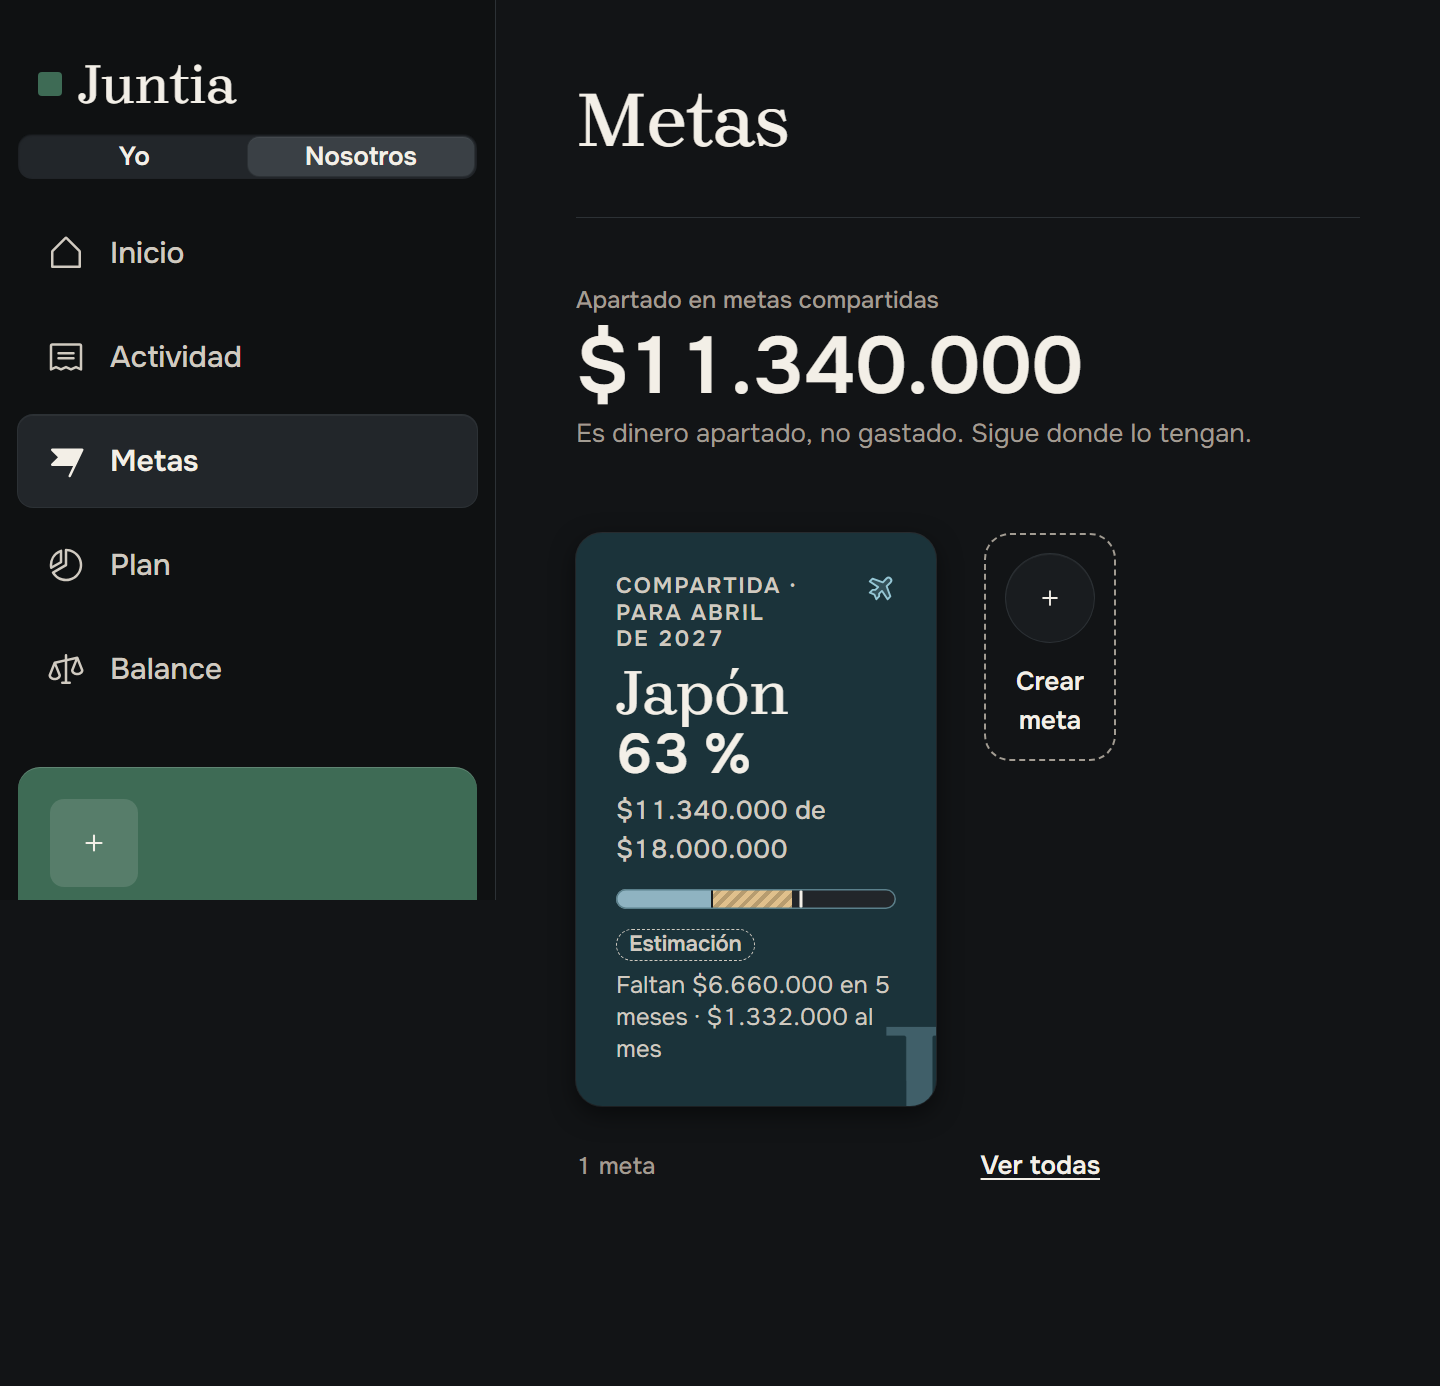 Juntia
Yo
Nosotros
Inicio
Actividad
Metas
Plan
Balance
+
Metas
Apartado en metas compartidas
$11.340.000
Es dinero apartado, no gastado. Sigue donde lo tengan.
COMPARTIDA ·
PARA ABRIL
DE 2027
Japón
63 %
$11.340.000 de
$18.000.000
Estimación
Faltan $6.660.000 en 5
meses · $1.332.000 al
mes
J
+
Crear
meta
1 meta
Ver todas